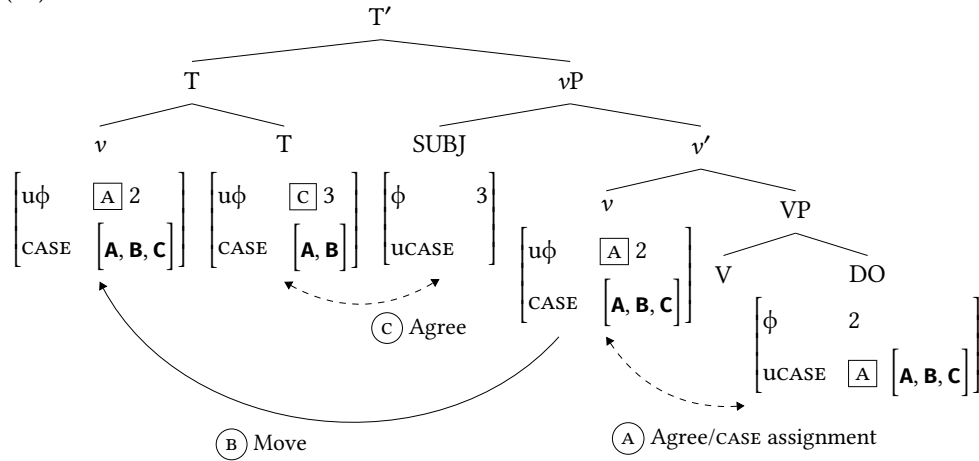 T′
T vP
v T SUBJ v′
[uϕ A 2] [uϕ C 3] [ϕ 3] v VP
[CASE [A, B, C]] [CASE [A, B]] [uCASE] [uϕ A 2] V DO
[CASE [A, B, C]] [ϕ 2]
C Agree [uCASE A [A, B, C]]
B Move A Agree/CASE assignment